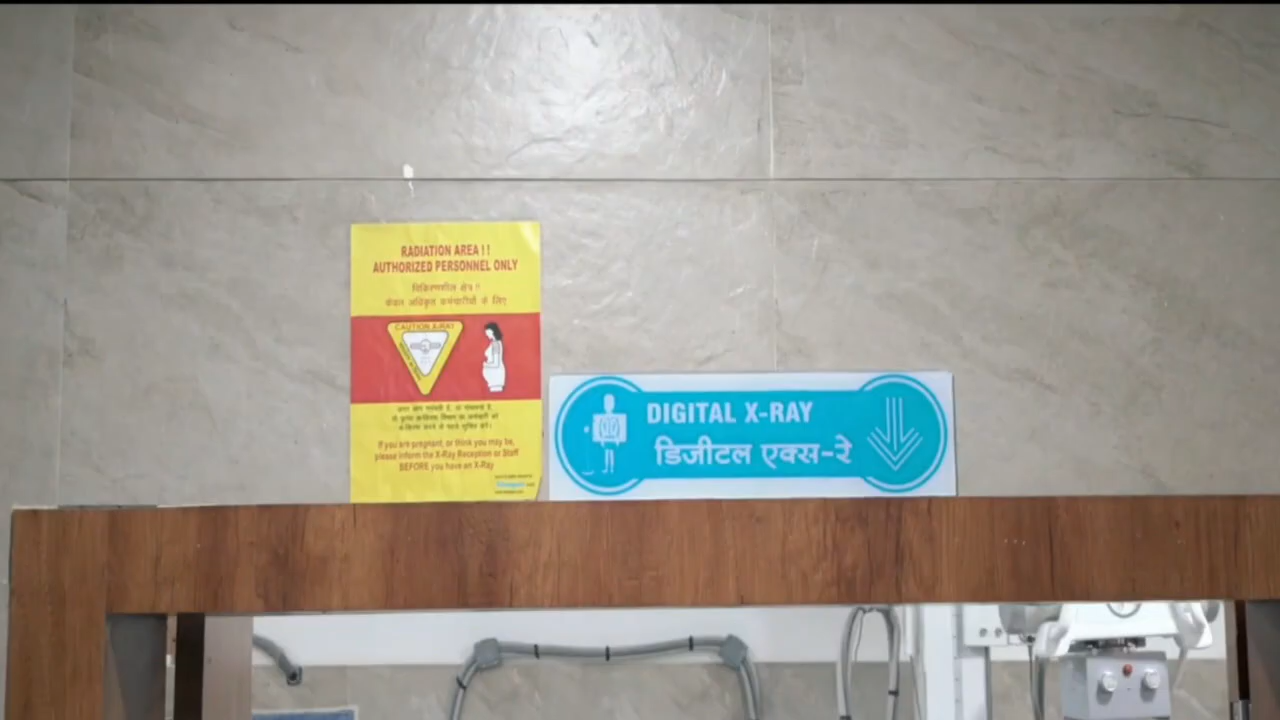 RADIATION AREA !!
AUTHORIZED PERSONNEL ONLY
विकिरणशील क्षेत्र !!
केवल अधिकृत कर्मचारीयों के लिए
CAUTION X-RAY
If you are pregnant, or think you may be,
please inform the X-Ray Reception or Staff
BEFORE you have an X-Ray
DIGITAL X-RAY
डिजीटल एक्स-रे